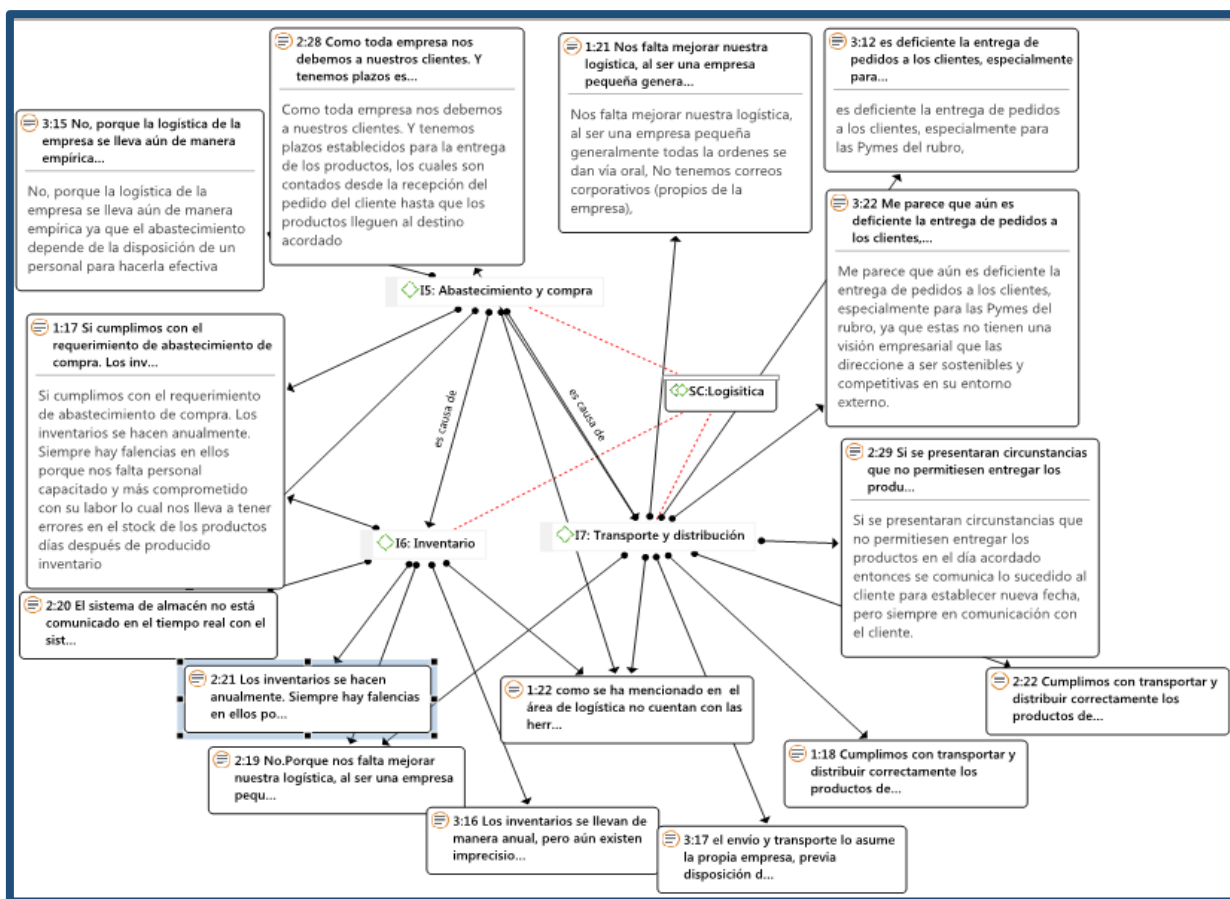 2:28 Como toda empresa nos
debemos a nuestros clientes. Y
tenemos plazos es...
Como toda empresa nos debemos
a nuestros clientes. Y tenemos
plazos establecidos para la entrega
de los productos, los cuales son
contados desde la recepción del
pedido del cliente hasta que los
productos lleguen al destino
acordado
1:21 Nos falta mejorar nuestra
logística, al ser una empresa
pequeña genera...
Nos falta mejorar nuestra logística,
al ser una empresa pequeña
generalmente todas la ordenes se
dan vía oral, No tenemos correos
corporativos (propios de la
empresa),
3:12 es deficiente la entrega de
pedidos a los clientes, especialmente
para...
es deficiente la entrega de pedidos
a los clientes, especialmente para
las Pymes del rubro,
3:15 No, porque la logística de la
empresa se lleva aún de manera
empírica...
No, porque la logística de la
empresa se lleva aún de manera
empírica ya que el abastecimiento
depende de la disposición de un
personal para hacerla efectiva
3:22 Me parece que aún es
deficiente la entrega de pedidos a
los clientes,...
Me parece que aún es deficiente la
entrega de pedidos a los clientes,
especialmente para las Pymes del
rubro, ya que estas no tienen una
visión empresarial que las
direccione a ser sostenibles y
competitivas en su entorno
externo.
I5: Abastecimiento y compra
1:17 Si cumplimos con el
requerimiento de abastecimiento de
compra. Los inv...
Si cumplimos con el requerimiento
de abastecimiento de compra. Los
inventarios se hacen anualmente.
Siempre hay falencias en ellos
porque nos falta personal
capacitado y más comprometido
con su labor lo cual nos lleva a tener
errores en el stock de los productos
días después de producido
inventario
SC:Logisitica
es causa de
es causa de
2:29 Si se presentaran circunstancias
que no permitiesen entregar los
produ...
Si se presentaran circunstancias que
no permitiesen entregar los
productos en el día acordado
entonces se comunica lo sucedido al
cliente para establecer nueva fecha,
pero siempre en comunicación con
el cliente.
I6: Inventario
I7: Transporte y distribución
2:20 El sistema de almacén no está
comunicado en el tiempo real con el
sist...
2:21 Los inventarios se hacen
anualmente. Siempre hay falencias
en ellos po...
1:22 como se ha mencionado en el
área de logística no cuentan con las
herr...
2:22 Cumplimos con transportar y
distribuir correctamente los
productos de...
2:19 No.Porque nos falta mejorar
nuestra logística, al ser una empresa
pequ...
1:18 Cumplimos con transportar y
distribuir correctamente los
productos de...
3:16 Los inventarios se llevan de
manera anual, pero aún existen
imprecisio...
3:17 el envío y transporte lo asume
la propia empresa, previa
disposición d...